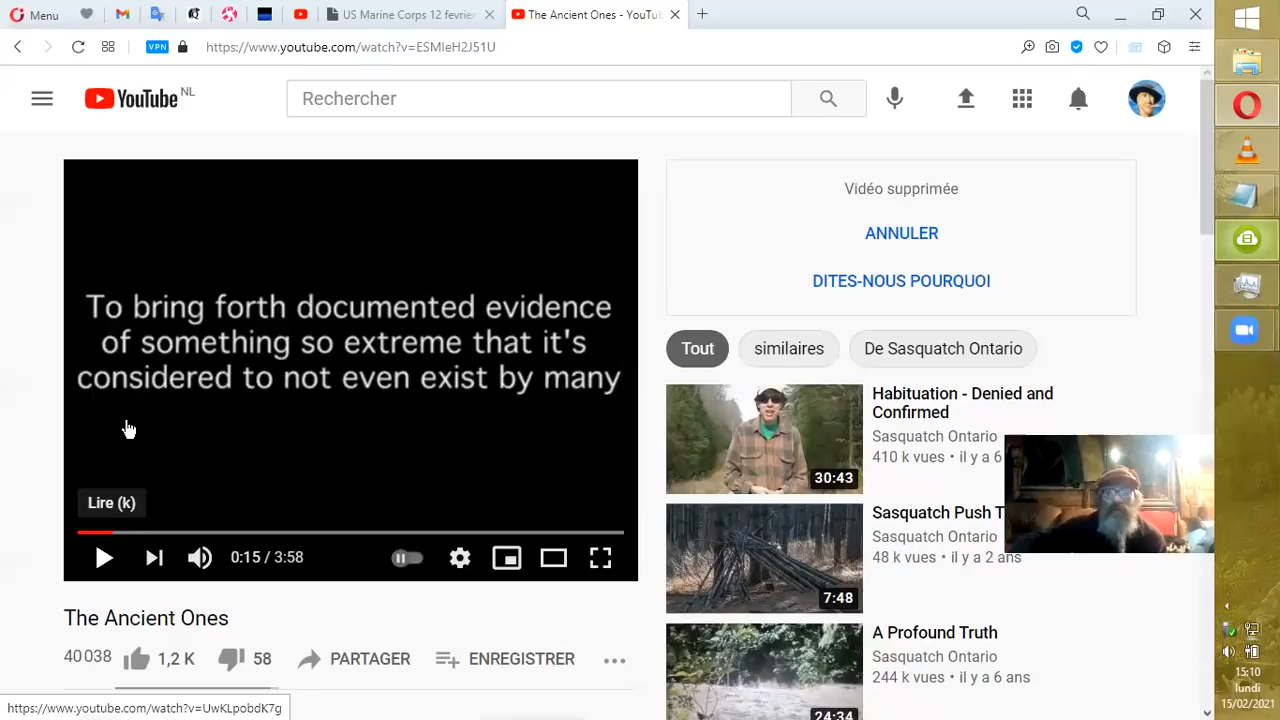 Menu
US Marine Corps 12 fevrier
The Ancient Ones - YouTub
VPN
https://www.youtube.com/watch?v=ESMleH2J51U
YouTube NL
Rechercher
To bring forth documented evidence
of something so extreme that it's
considered to not even exist by many
Lire (k)
0:15 / 3:58
The Ancient Ones
40 038
1,2 K
58
PARTAGER
ENREGISTRER
https://www.youtube.com/watch?v=UwKLpobdK7g
Vidéo supprimée
ANNULER
DITES-NOUS POURQUOI
Tout
similaires
De Sasquatch Ontario
Habituation - Denied and
Confirmed
Sasquatch Ontario
410 k vues • il y a 6
30:43
Sasquatch Push T
Sasquatch Ontario
48 k vues • il y a 2 ans
7:48
A Profound Truth
Sasquatch Ontario
244 k vues • il y a 6 ans
24:34
15:10
lundi
15/02/2021